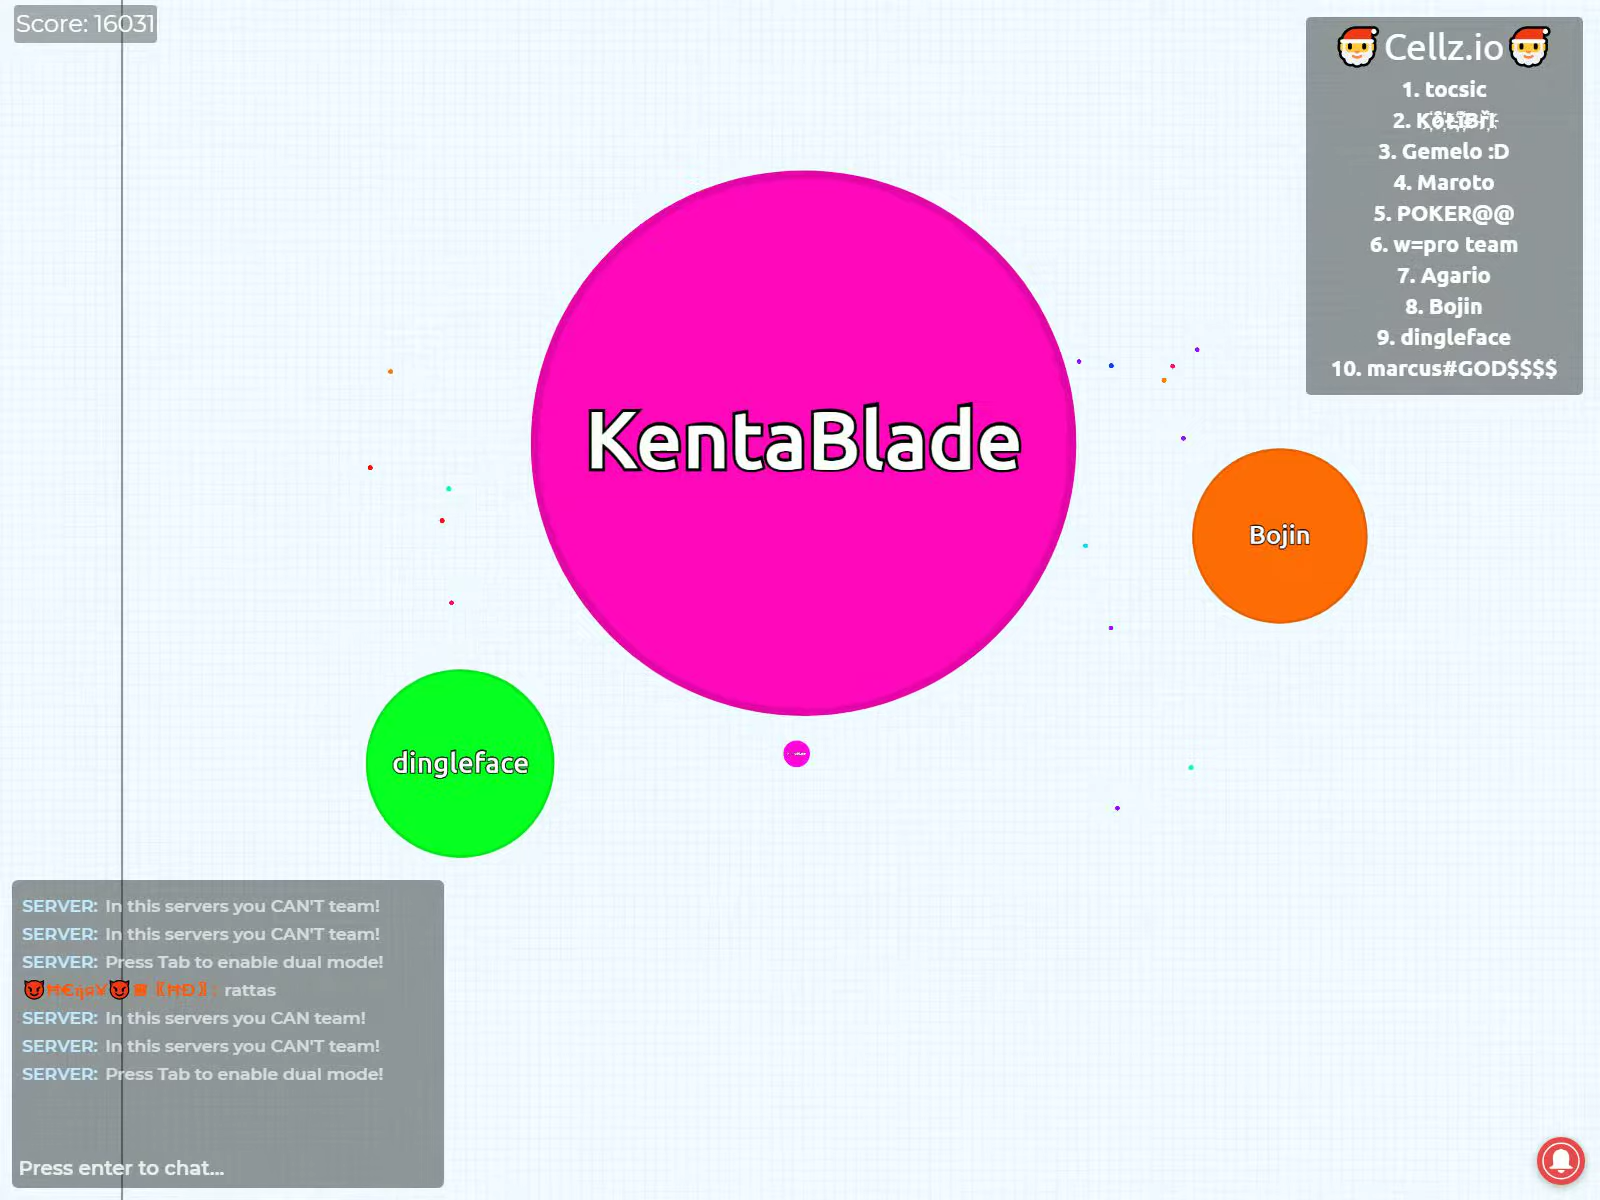 Score: 16031
Cellz.io
1. tocsic
2.
3. Gemelo :D
4. Maroto
5. POKER@@
6. w=pro team
7. Agario
8. Bojin
9. dingleface
10. marcus#GOD$$$$
KentaBlade
Bojin
dingleface
SERVER: In this servers you CAN'T team!
SERVER: In this servers you CAN'T team!
SERVER: Press Tab to enable dual mode!
rattas
SERVER: In this servers you CAN team!
SERVER: In this servers you CAN'T team!
SERVER: Press Tab to enable dual mode!
Press enter to chat...